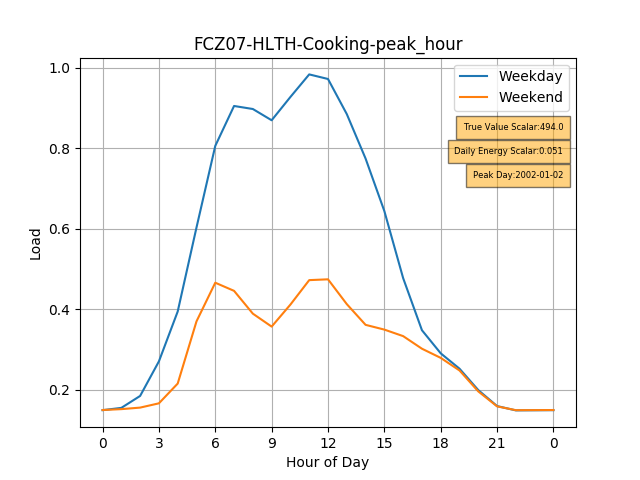 FCZ07-HLTH-Cooking-peak_hour
1.0
0.8
0.6
0.4
0.2
Load
Weekday
Weekend
True Value Scalar:494.0
Daily Energy Scalar:0.051
Peak Day:2002-01-02
0 3 6 9 12 15 18 21 0
Hour of Day